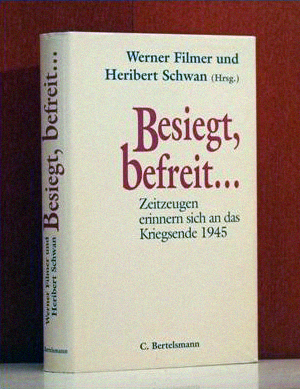 Werner Filmer und
Heribert Schwan (Hrsg.)
Besiegt,
befreit...
Zeitzeugen
erinnern sich an das
Kriegsende 1945
C. Bertelsmann
Werner Filmer und
Heribert Schwan
Besiegt, befreit...
Bertelsmann